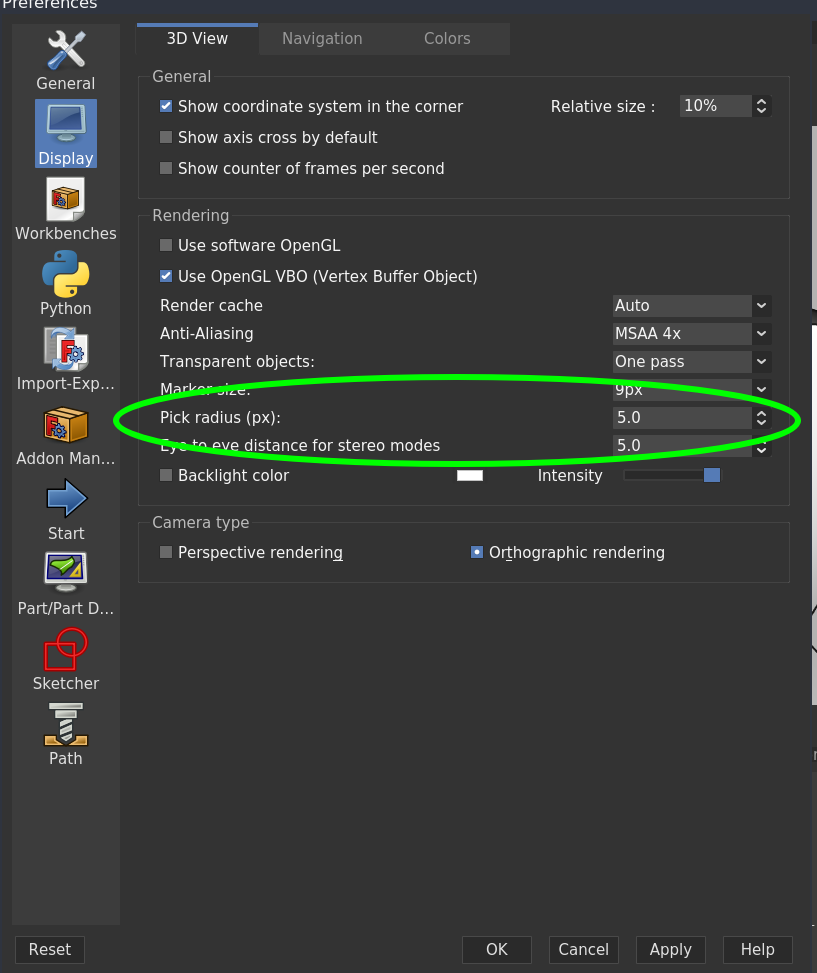 Preferences
General
Display
Workbenches
Python
Import-Exp...
Addon Man...
Start
Part/Part D...
Sketcher
Path
3D View Navigation Colors
General
Show coordinate system in the corner Relative size : 10%
Show axis cross by default
Show counter of frames per second
Rendering
Use software OpenGL
Use OpenGL VBO (Vertex Buffer Object)
Render cache Auto
Anti-Aliasing MSAA 4x
Transparent objects: One pass
Marker size: 9px
Pick radius (px): 5.0
Eye to eye distance for stereo modes 5.0
Backlight color Intensity
Camera type
Perspective rendering Orthographic rendering
Reset OK Cancel Apply Help